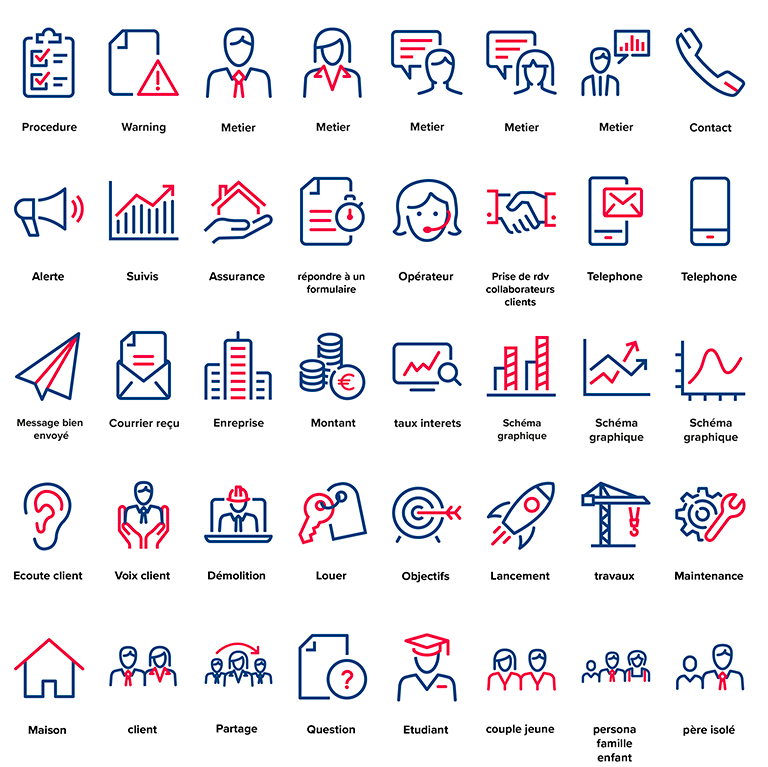 Procedure
Warning
Metier
Metier
Metier
Metier
Metier
Contact
Alerte
Suivis
Assurance
répondre à un
formulaire
Opérateur
Prise de rdv
collaborateurs
clients
Telephone
Telephone
Message bien
envoyé
Courrier reçu
Enreprise
Montant
taux interets
Schéma
graphique
Schéma
graphique
Schéma
graphique
Ecoute client
Voix client
Démolition
Louer
Objectifs
Lancement
travaux
Maintenance
Maison
client
Partage
?
Question
Etudiant
couple jeune
persona
famille
enfant
père isolé